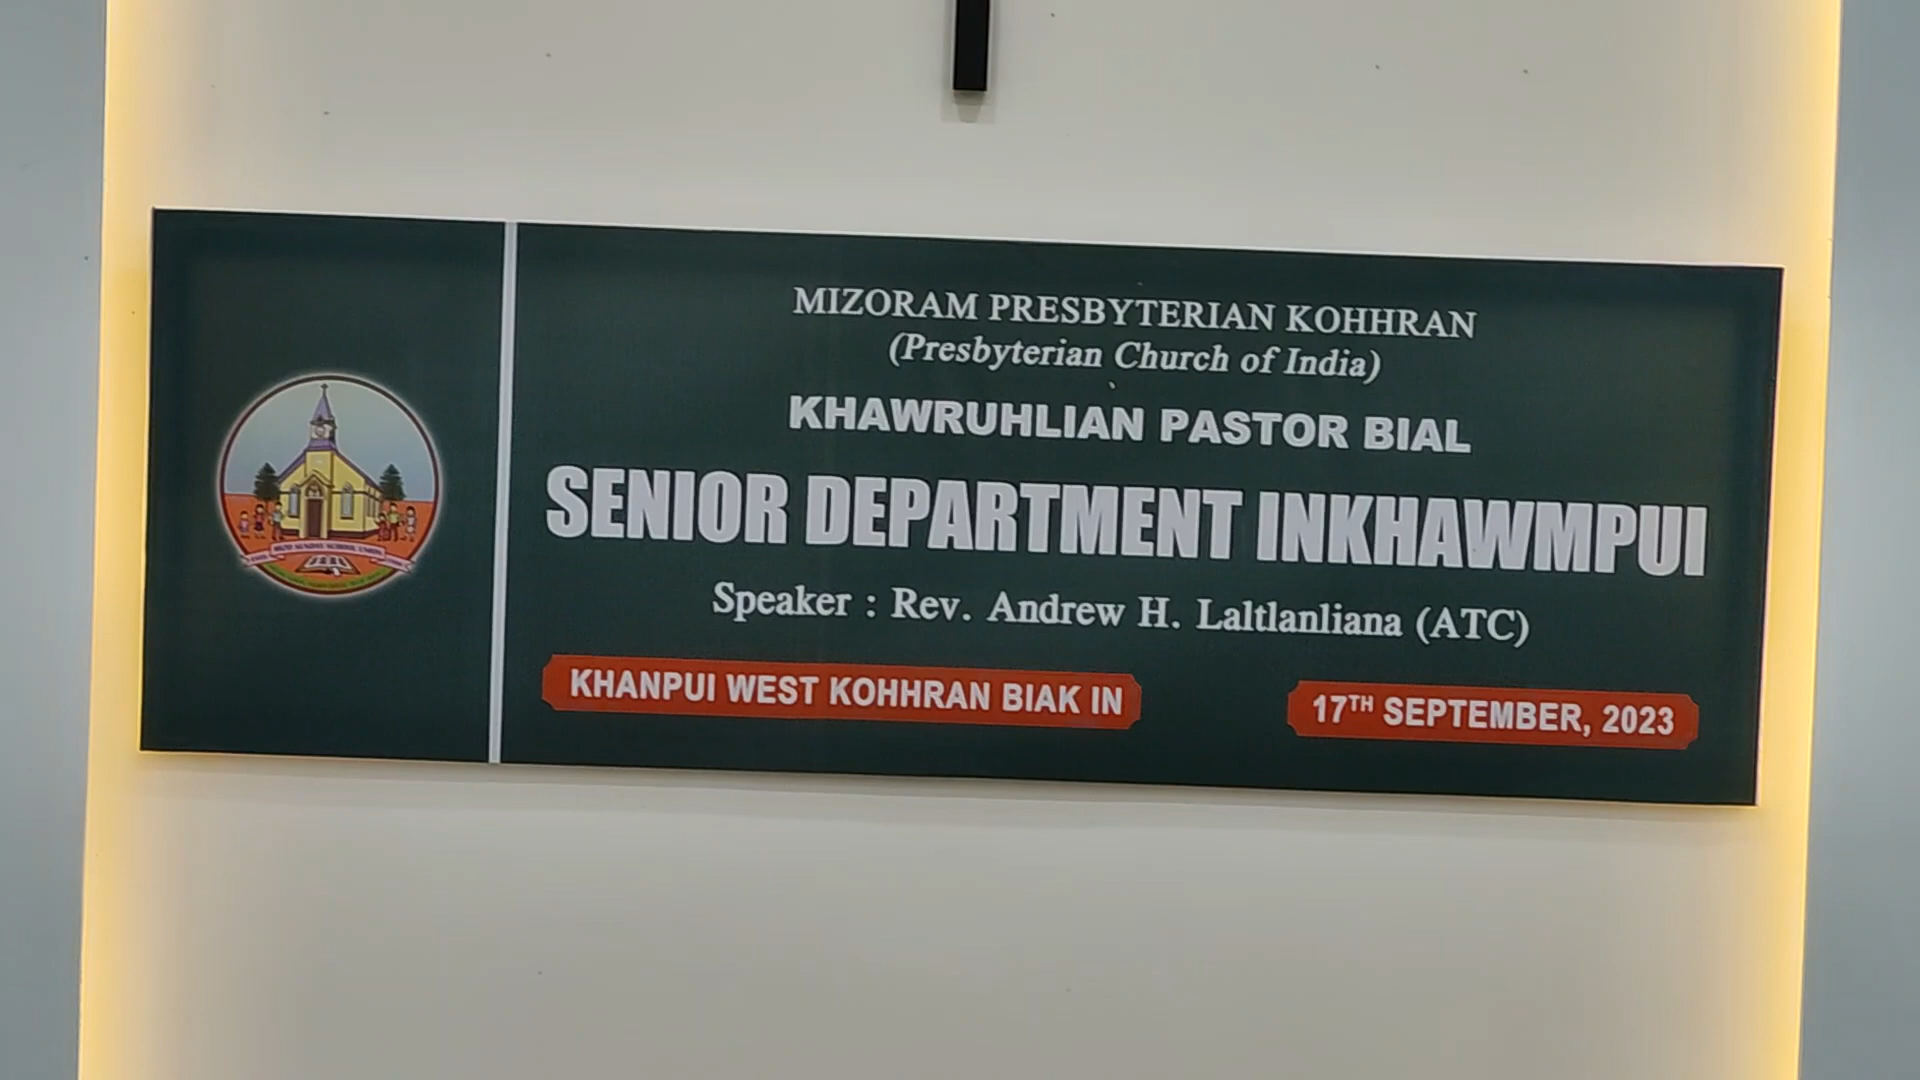 MIZORAM PRESBYTERIAN KOHHRAN
(Presbyterian Church of India)
KHAWRUHLIAN PASTOR BIAL
SENIOR DEPARTMENT INKHAWMPUI
Speaker : Rev. Andrew H. Laltlanliana (ATC)
KHANPUI WEST KOHHRAN BIAK IN
17TH SEPTEMBER, 2023